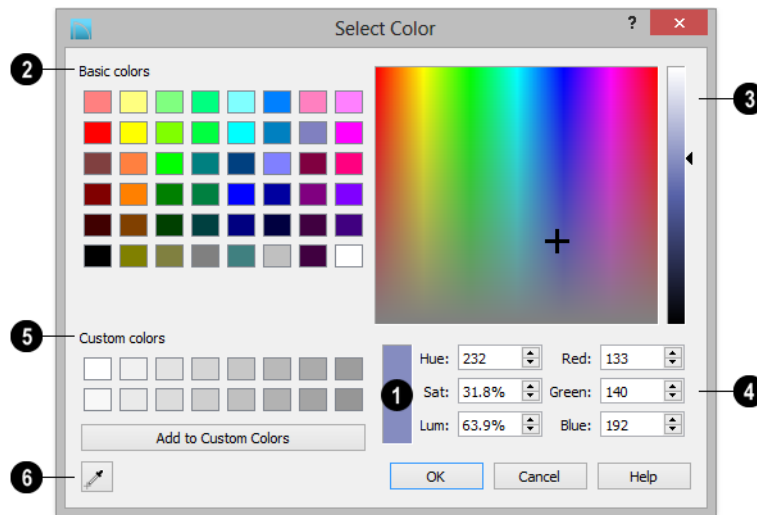 Select Color
?
2
Basic colors
3
5
Custom colors
1
Hue: 232 Red: 133
Sat: 31.8% Green: 140
4
Lum: 63.9% Blue: 192
Add to Custom Colors
6
OK Cancel Help